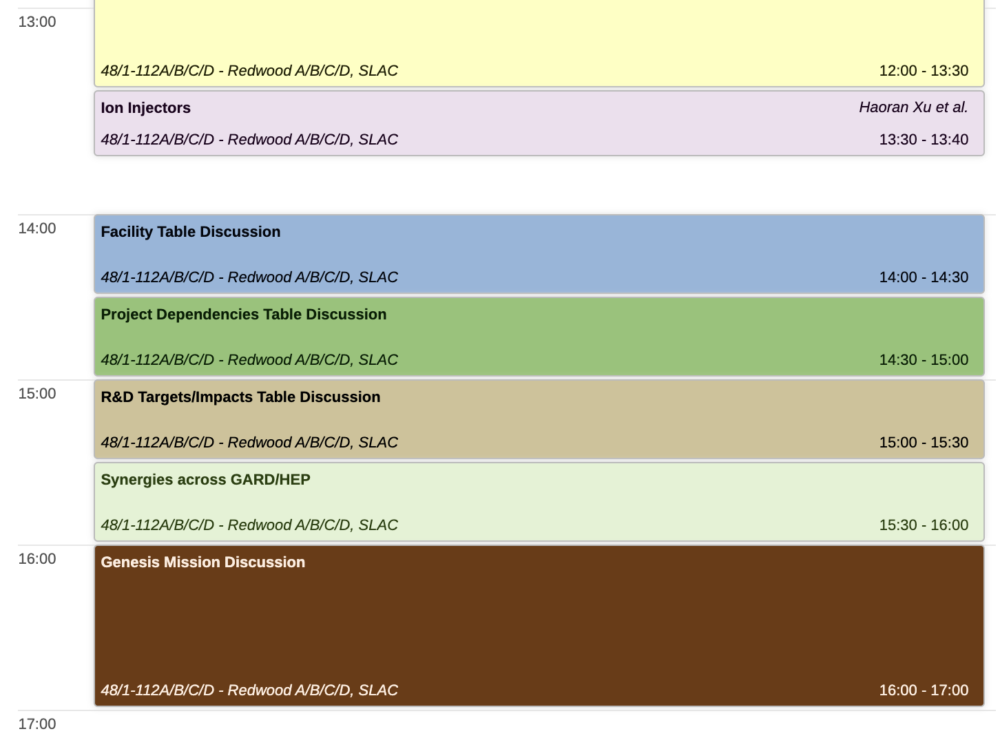 13:00
48/1-112A/B/C/D - Redwood A/B/C/D, SLAC 12:00 - 13:30
Ion Injectors Haoran Xu et al.
48/1-112A/B/C/D - Redwood A/B/C/D, SLAC 13:30 - 13:40
14:00
Facility Table Discussion
48/1-112A/B/C/D - Redwood A/B/C/D, SLAC 14:00 - 14:30
Project Dependencies Table Discussion
48/1-112A/B/C/D - Redwood A/B/C/D, SLAC 14:30 - 15:00
15:00
R&D Targets/Impacts Table Discussion
48/1-112A/B/C/D - Redwood A/B/C/D, SLAC 15:00 - 15:30
Synergies across GARD/HEP
48/1-112A/B/C/D - Redwood A/B/C/D, SLAC 15:30 - 16:00
16:00
Genesis Mission Discussion
48/1-112A/B/C/D - Redwood A/B/C/D, SLAC 16:00 - 17:00
17:00